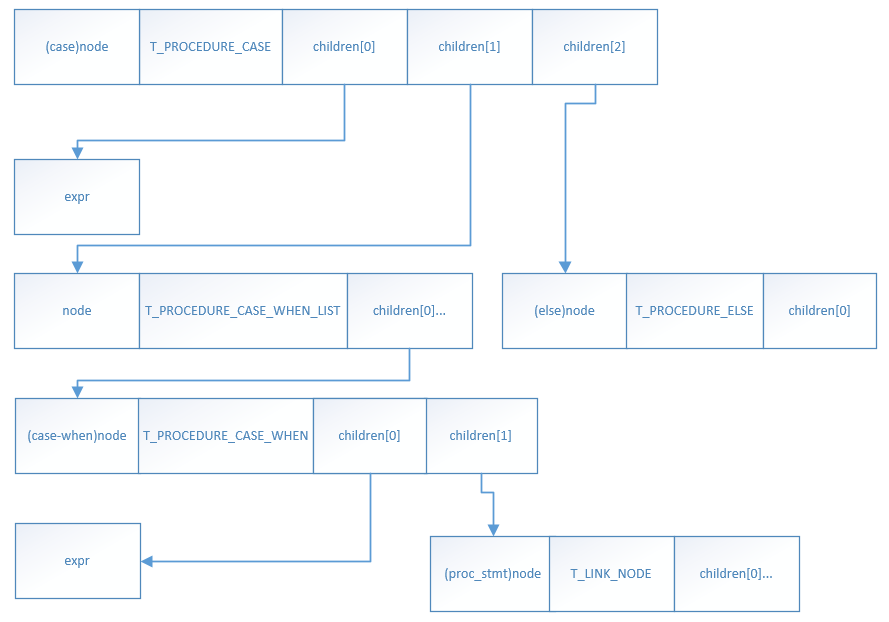 (case)node
T_PROCEDURE_CASE
children[0]
children[1]
children[2]
expr
node
T_PROCEDURE_CASE_WHEN_LIST
children[0]...
(else)node
T_PROCEDURE_ELSE
children[0]
(case-when)node
T_PROCEDURE_CASE_WHEN
children[0]
children[1]
expr
(proc_stmt)node
T_LINK_NODE
children[0]...